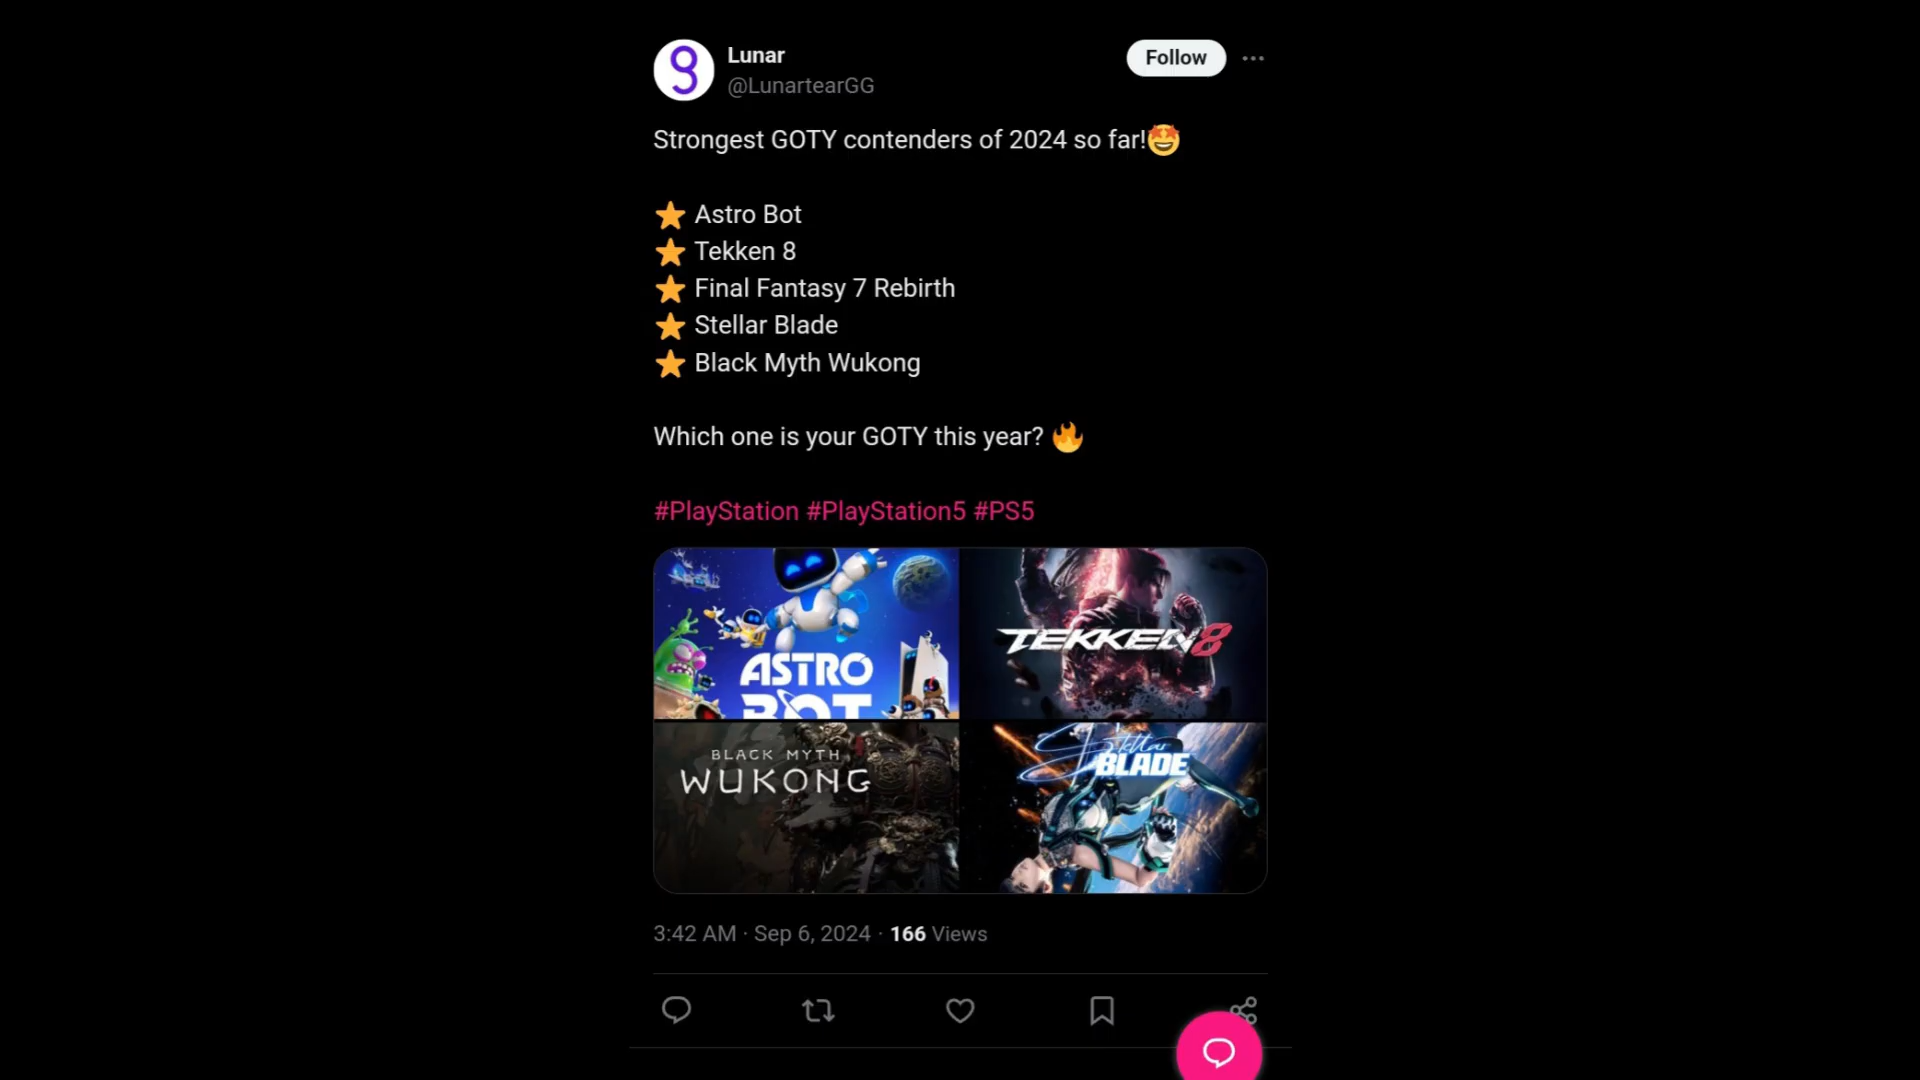 Lunar
@LunartearGG
Follow
Strongest GOTY contenders of 2024 so far!🤩
⭐ Astro Bot
⭐ Tekken 8
⭐ Final Fantasy 7 Rebirth
⭐ Stellar Blade
⭐ Black Myth Wukong
Which one is your GOTY this year? 🔥
#PlayStation #PlayStation5 #PS5
ASTRO
BOT
TEKKEN 8
BLACK MYTH
WUKONG
Stellar
BLADE
3:42 AM · Sep 6, 2024 · 166 Views